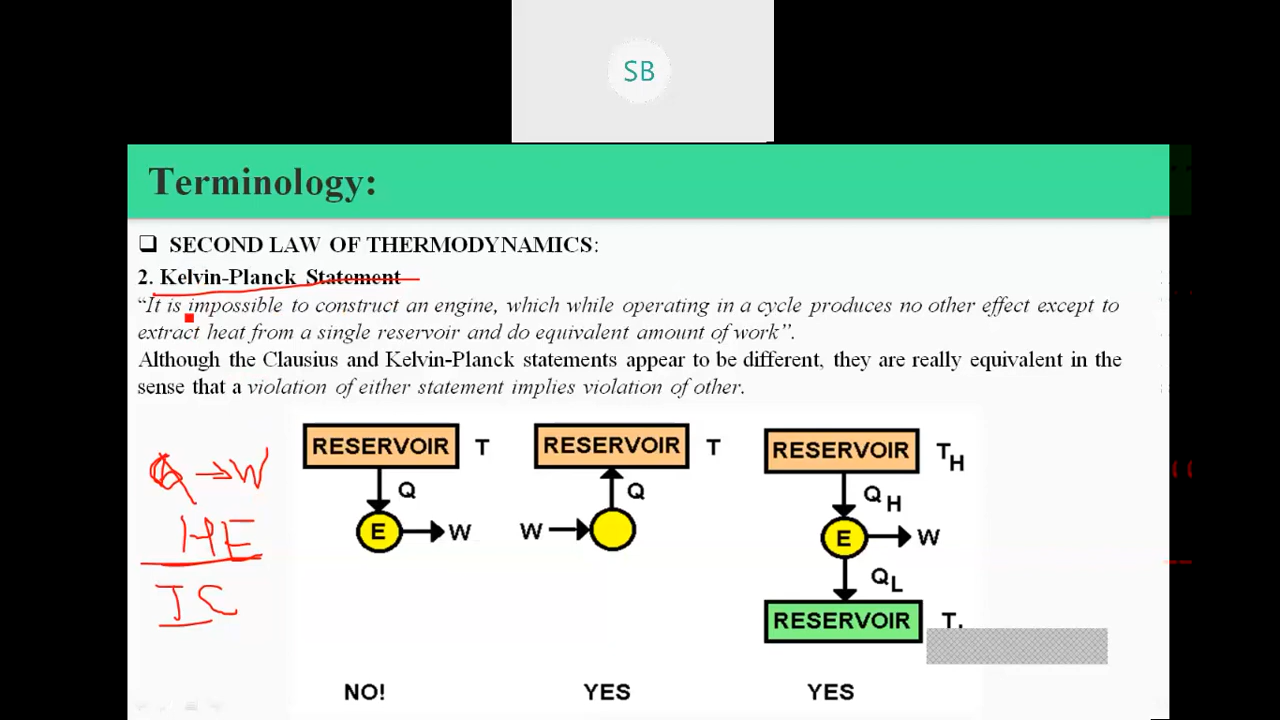 SB
Terminology:
❑ SECOND LAW OF THERMODYNAMICS:
2. Kelvin-Planck Statement
“It is impossible to construct an engine, which while operating in a cycle produces no other effect except to
extract heat from a single reservoir and do equivalent amount of work”.
Although the Clausius and Kelvin-Planck statements appear to be different, they are really equivalent in the
sense that a violation of either statement implies violation of other.
RESERVOIR T
Q
E W
NO!
RESERVOIR T
Q
W
YES
RESERVOIR TH
QH
E W
QL
RESERVOIR T
YES
Q → W
HE
IC